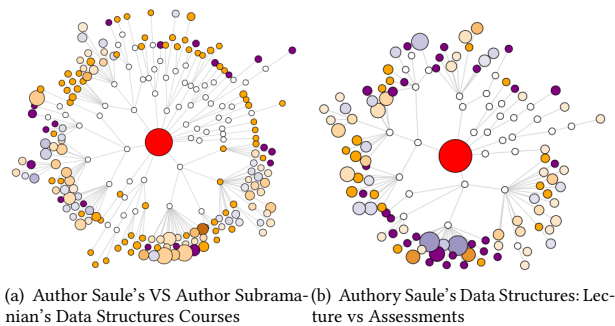 (a) Author Saule's VS Author Subrama-
nian's Data Structures Courses
(b) Authory Saule's Data Structures: Lec-
ture vs Assessments